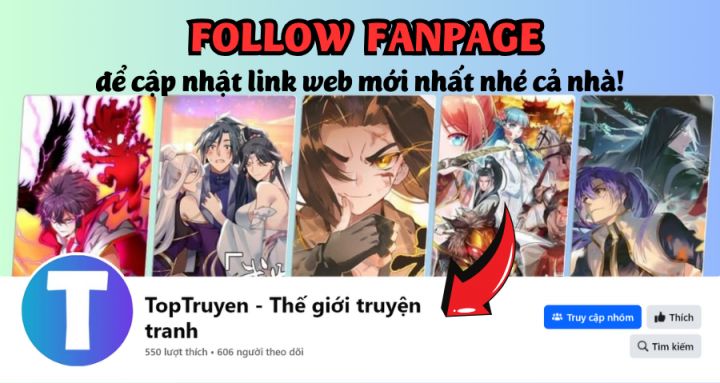 FOLLOW FANPAGE
để cập nhật link web mới nhất nhé cả nhà!
T
TopTruyen - Thế giới truyện
tranh
550 lượt thích • 606 người theo dõi
Truy cập nhóm
Thích
Tìm kiếm